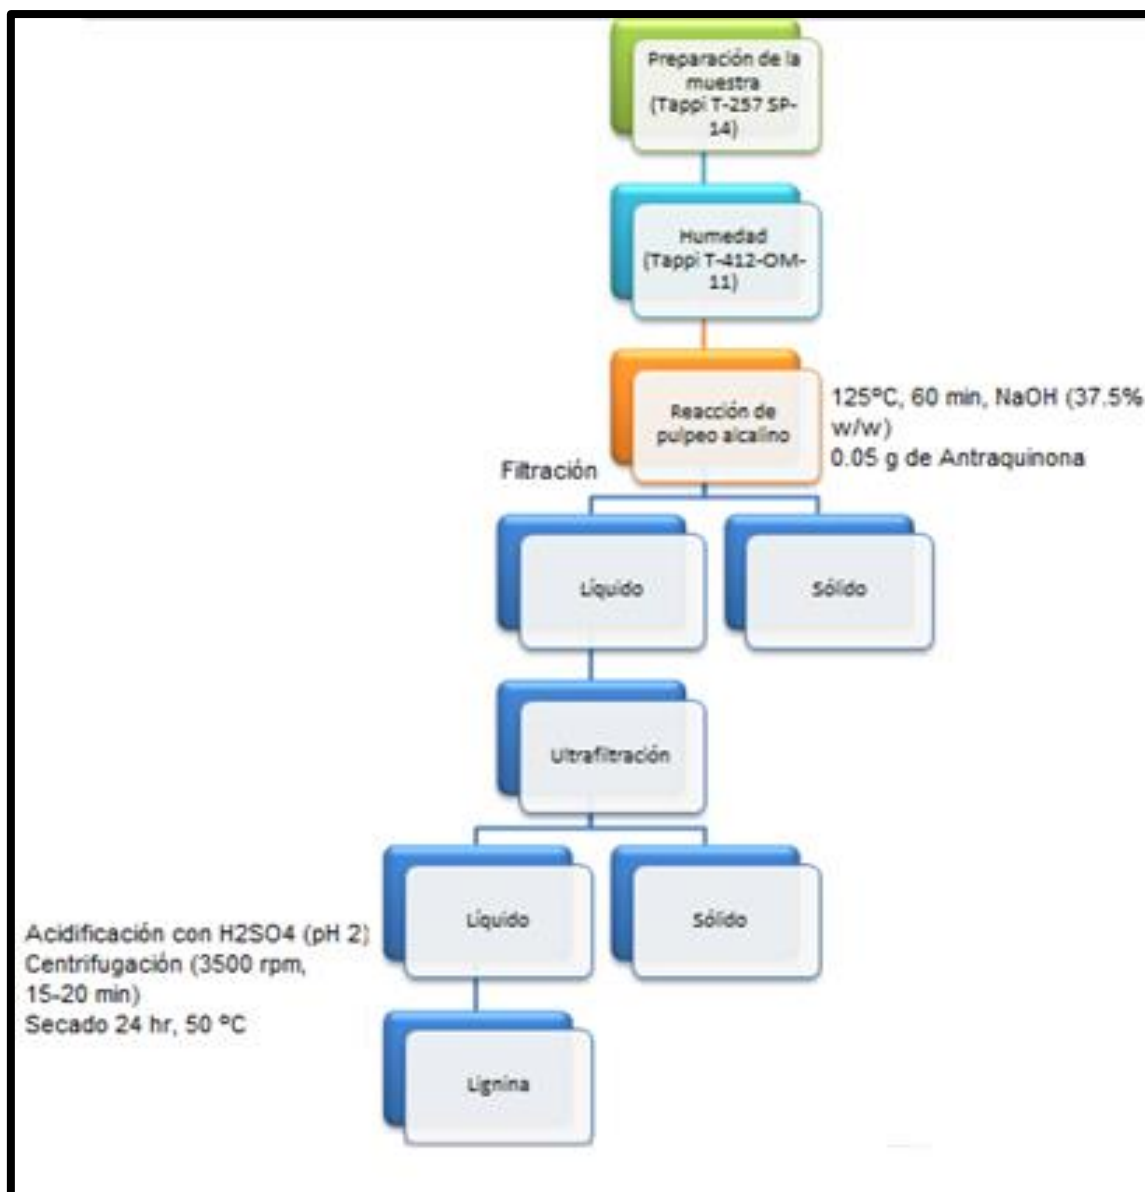 Preparación de la
muestra
(Tappi T-257 SP-
14)
Humedad
(Tappi T-412-OM-
11)
Reacción de
pulpeo alcalino
125°C, 60 min, NaOH (37.5%
w/w)
0.05 g de Antraquinona
Filtración
Líquido
Sólido
Ultrafiltración
Líquido
Sólido
Acidificación con H2SO4 (pH 2)
Centrifugación (3500 rpm,
15-20 min)
Secado 24 hr, 50 °C
Lignina